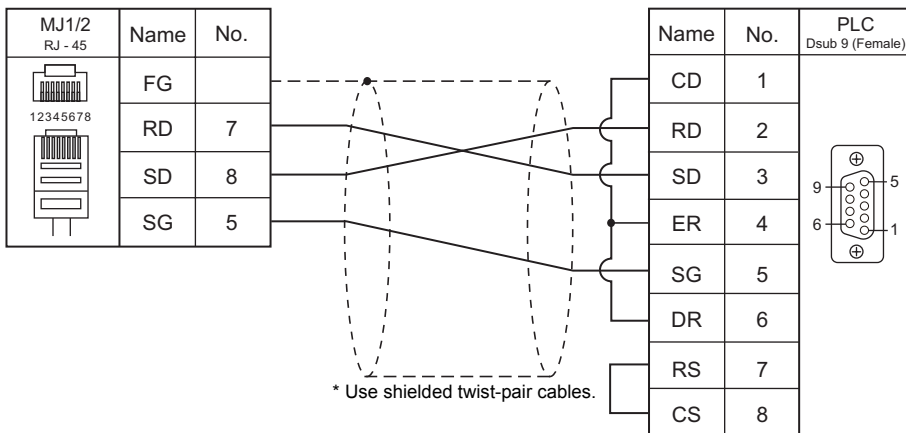 MJ1/2
RJ - 45
Name
No.
12345678
FG
RD 7
SD 8
SG 5
* Use shielded twist-pair cables.
Name
No.
PLC
Dsub 9 (Female)
CD 1
RD 2
SD 3
ER 4
SG 5
DR 6
RS 7
CS 8
9
5
6
1